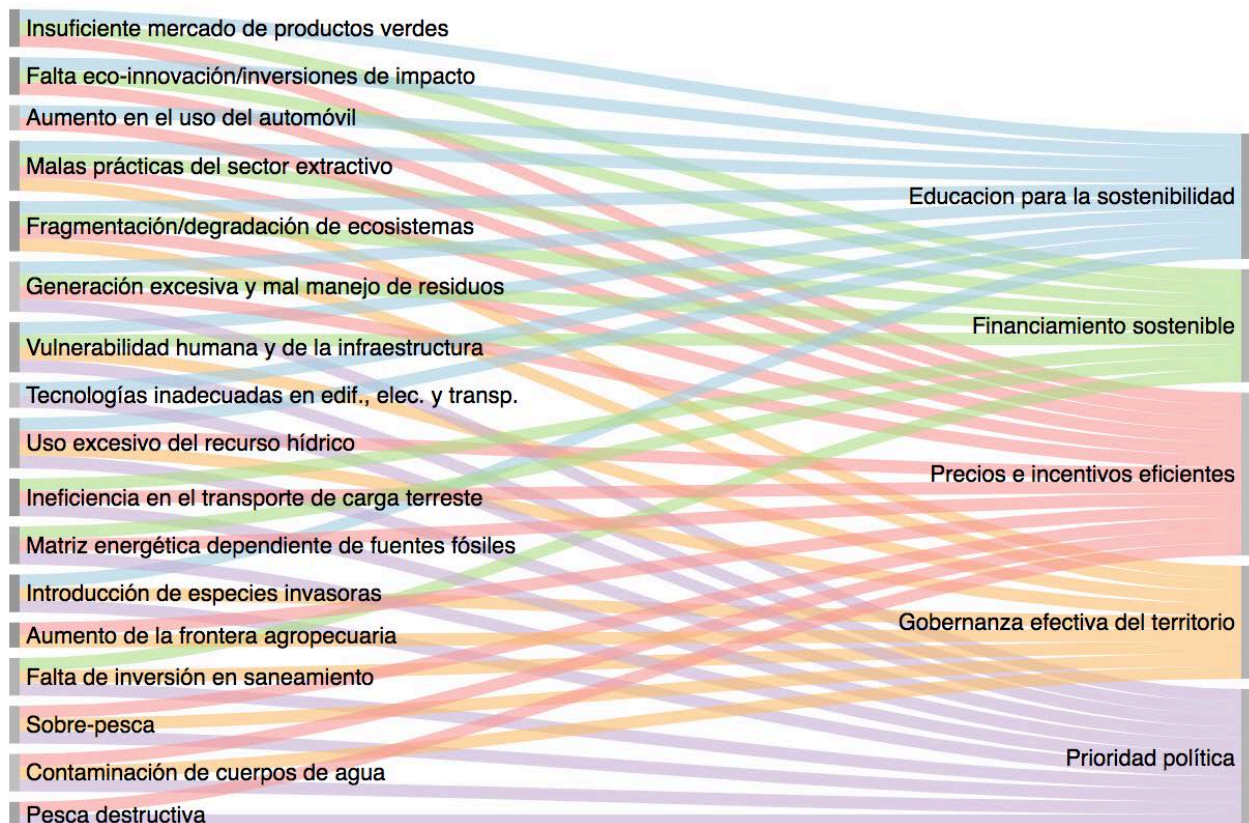 Insuficiente mercado de productos verdes
Falta eco-innovación/inversiones de impacto
Aumento en el uso del automóvil
Malas prácticas del sector extractivo
Fragmentación/degradación de ecosistemas
Generación excesiva y mal manejo de residuos
Vulnerabilidad humana y de la infraestructura
Tecnologías inadecuadas en edif., elec. y transp.
Uso excesivo del recurso hídrico
Ineficiencia en el transporte de carga terreste
Matriz energética dependiente de fuentes fósiles
Introducción de especies invasoras
Aumento de la frontera agropecuaria
Falta de inversión en saneamiento
Sobre-pesca
Contaminación de cuerpos de agua
Pesca destructiva
Educacion para la sostenibilidad
Financiamiento sostenible
Precios e incentivos eficientes
Gobernanza efectiva del territorio
Prioridad política